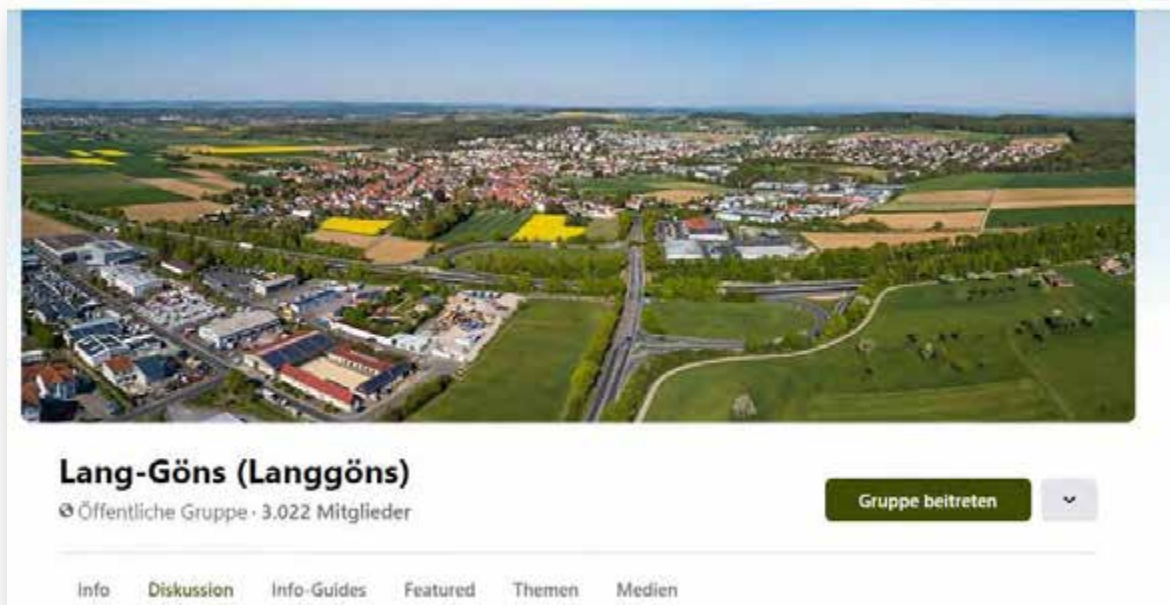 Lang-Göns (Langgöns)
Öffentliche Gruppe · 3.022 Mitglieder
Gruppe beitreten
Info Diskussion Info-Guides Featured Themen Medien